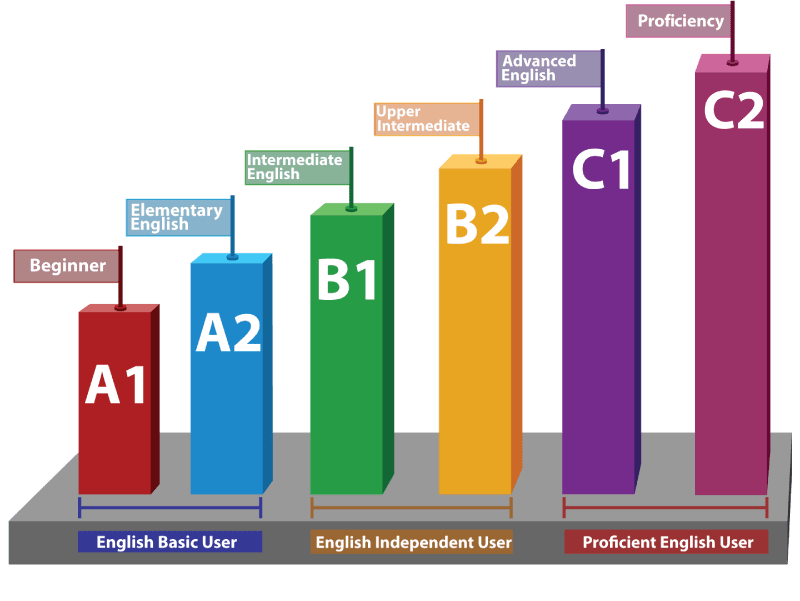 Proficiency
Advanced
English
Upper
Intermediate
Intermediate
English
Elementary
English
Beginner
A1
A2
B1
B2
C1
C2
English Basic User
English Independent User
Proficient English User